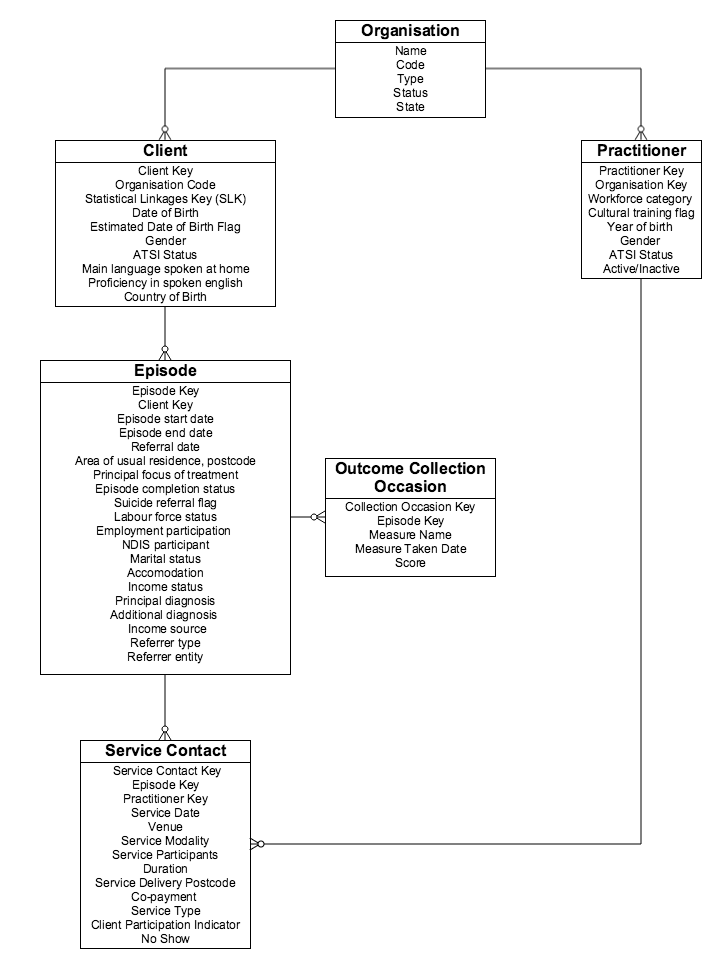 Organisation
Name
Code
Type
Status
State
Client
Client Key
Organisation Code
Statistical Linkages Key (SLK)
Date of Birth
Estimated Date of Birth Flag
Gender
ATSI Status
Main language spoken at home
Proficiency in spoken english
Country of Birth
Practitioner
Practitioner Key
Organisation Key
Workforce category
Cultural training flag
Year of birth
Gender
ATSI Status
Active/Inactive
Episode
Episode Key
Client Key
Episode start date
Episode end date
Referral date
Area of usual residence, postcode
Principal focus of treatment
Episode completion status
Suicide referral flag
Labour force status
Employment participation
NDIS participant
Marital status
Accomodation
Income status
Principal diagnosis
Additional diagnosis
Income source
Referrer type
Referrer entity
Outcome Collection
Occasion
Collection Occasion Key
Episode Key
Measure Name
Measure Taken Date
Score
Service Contact
Service Contact Key
Episode Key
Practitioner Key
Service Date
Venue
Service Modality
Service Participants
Duration
Service Delivery Postcode
Co-payment
Service Type
Client Participation Indicator
No Show